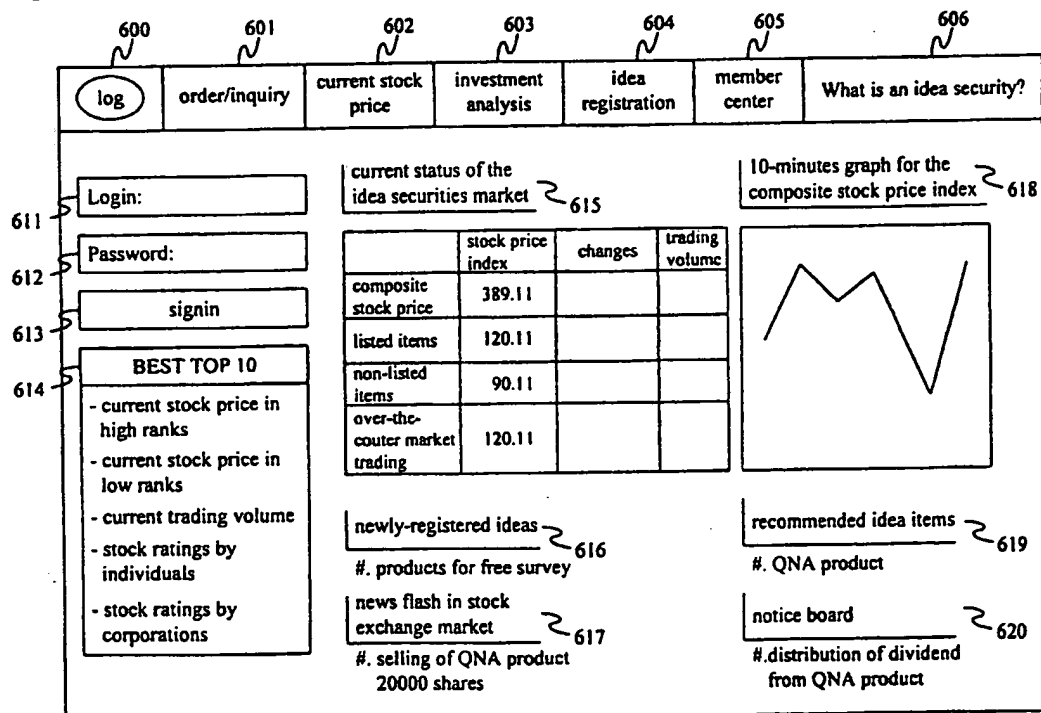 600 601 602 603 604 605 606
log
order/inquiry
current stock
price
investment
analysis
idea
registration
member
center
What is an idea security?
611
Login:
612
Password:
613
signin
614
BEST TOP 10
- current stock price in
high ranks
- current stock price in
low ranks
- current trading volume
- stock ratings by
individuals
- stock ratings by
corporations
current status of the
idea securities market
615
stock price
index
changes
trading
volume
composite
stock price
389.11
listed items
120.11
non-listed
items
90.11
over-the-
couter market
trading
120.11
newly-registered ideas
616
#. products for free survey
news flash in stock
exchange market
617
#. selling of QNA product
20000 shares
10-minutes graph for the
composite stock price index
618
recommended idea items
619
#. QNA product
notice board
620
#.distribution of dividend
from QNA product